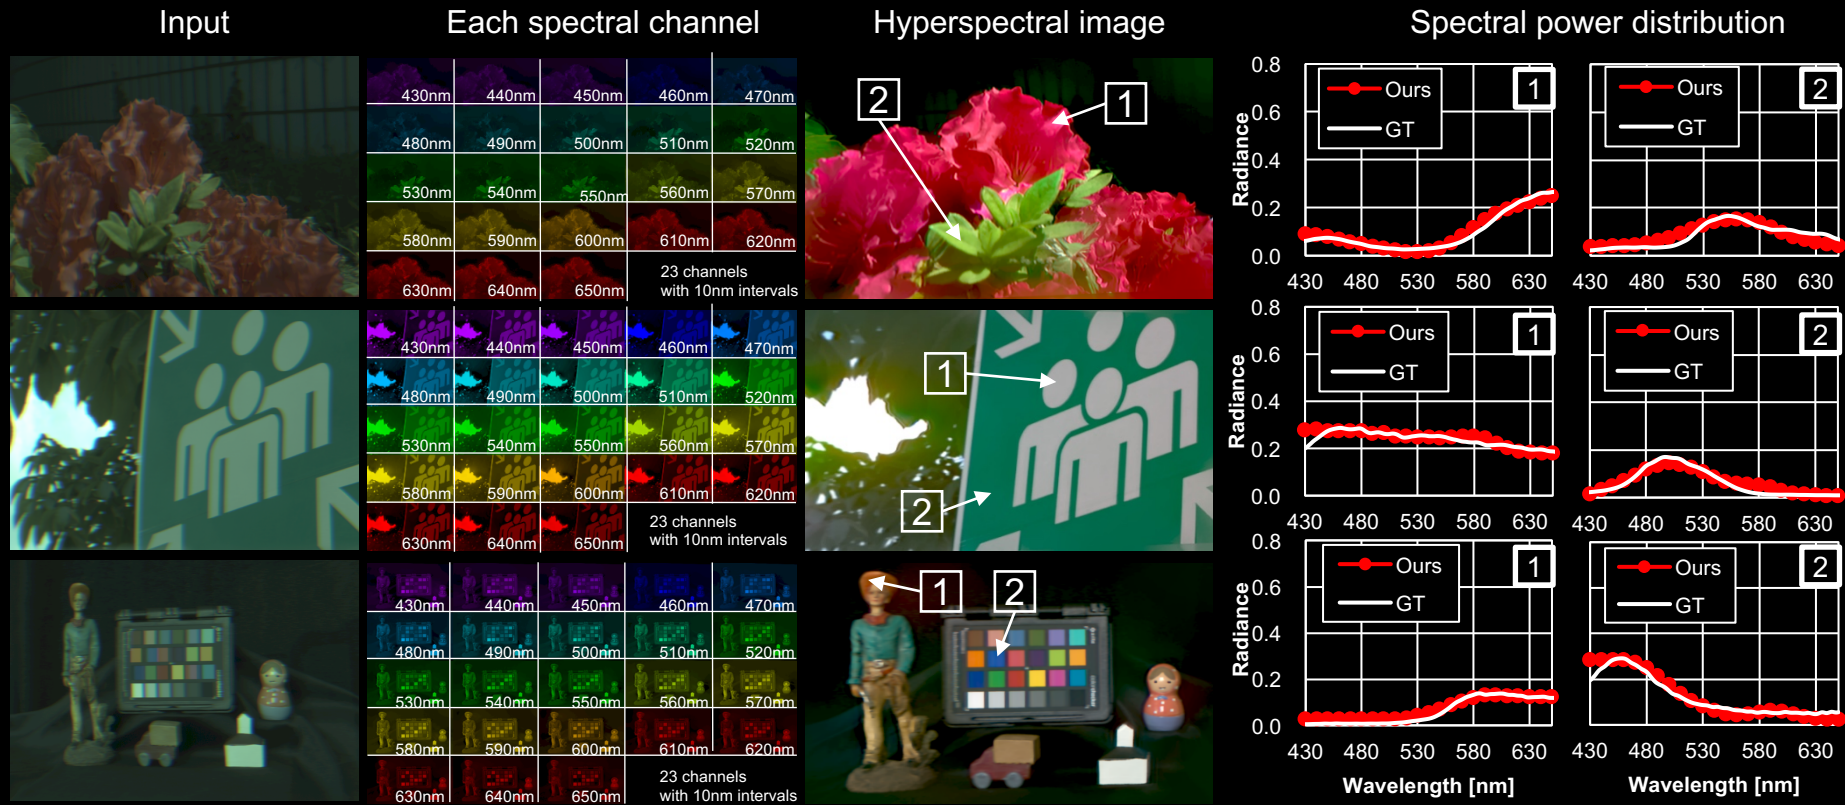 Input
Each spectral channel
Hyperspectral image
Spectral power distribution
430nm 440nm 450nm 460nm 470nm
480nm 490nm 500nm 510nm 520nm
530nm 540nm 550nm 560nm 570nm
580nm 590nm 600nm 610nm 620nm
630nm 640nm 650nm
23 channels
with 10nm intervals
2
1
Radiance
0.8
0.6
0.4
0.2
0.0
Ours
GT
1
430 480 530 580 630
Ours
GT
2
430 480 530 580 630
430nm 440nm 450nm 460nm 470nm
480nm 490nm 500nm 510nm 520nm
530nm 540nm 550nm 560nm 570nm
580nm 590nm 600nm 610nm 620nm
630nm 640nm 650nm
23 channels
with 10nm intervals
1
2
Radiance
0.8
0.6
0.4
0.2
0.0
Ours
GT
1
430 480 530 580 630
Ours
GT
2
430 480 530 580 630
430nm 440nm 450nm 460nm 470nm
480nm 490nm 500nm 510nm 520nm
530nm 540nm 550nm 560nm 570nm
580nm 590nm 600nm 610nm 620nm
630nm 640nm 650nm
23 channels
with 10nm intervals
1
2
Radiance
0.8
0.6
0.4
0.2
0.0
Ours
GT
1
430 480 530 580 630
Wavelength [nm]
Ours
GT
2
430 480 530 580 630
Wavelength [nm]